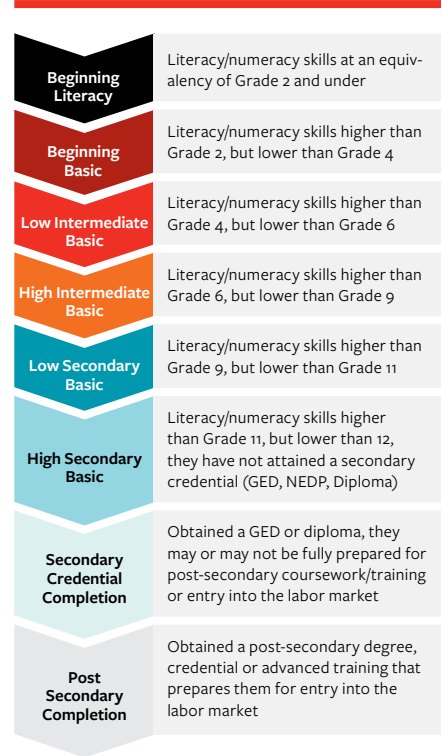 Beginning
Literacy
Literacy/numeracy skills at an equiv-
alency of Grade 2 and under
Beginning
Basic
Literacy/numeracy skills higher than
Grade 2, but lower than Grade 4
Low Intermediate
Basic
Literacy/numeracy skills higher than
Grade 4, but lower than Grade 6
High Intermediate
Basic
Literacy/numeracy skills higher than
Grade 6, but lower than Grade 9
Low Secondary
Basic
Literacy/numeracy skills higher than
Grade 9, but lower than Grade 11
High Secondary
Basic
Literacy/numeracy skills higher
than Grade 11, but lower than 12,
they have not attained a secondary
credential (GED, NEDP, Diploma)
Secondary
Credential
Completion
Obtained a GED or diploma, they
may or may not be fully prepared for
post-secondary coursework/training
or entry into the labor market
Post
Secondary
Completion
Obtained a post-secondary degree,
credential or advanced training that
prepares them for entry into the
labor market